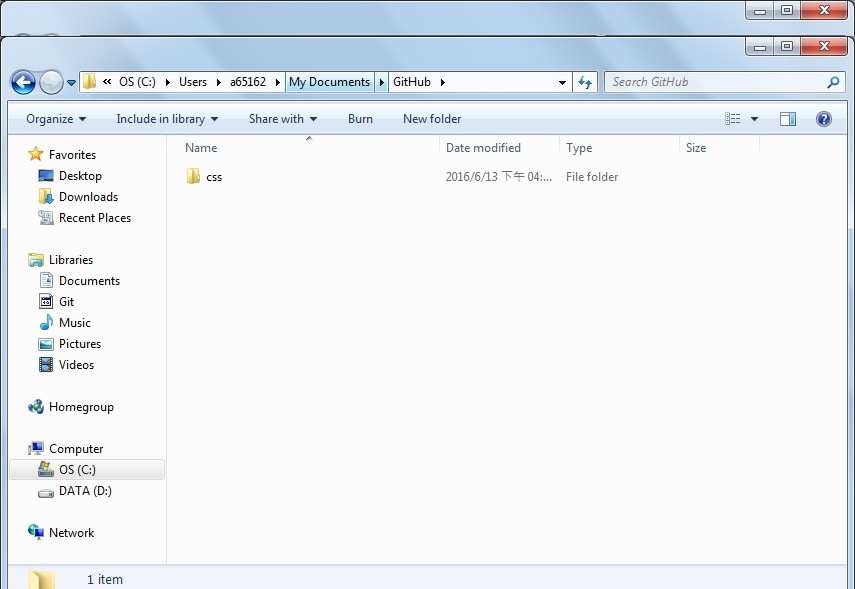 « OS (C:) Users a65162 My Documents GitHub Search GitHub
Organize Include in library Share with Burn New folder
Name Date modified Type Size
css 2016/6/13 下午 04:... File folder
Favorites
Desktop
Downloads
Recent Places
Libraries
Documents
Git
Music
Pictures
Videos
Homegroup
Computer
OS (C:)
DATA (D:)
Network
1 item